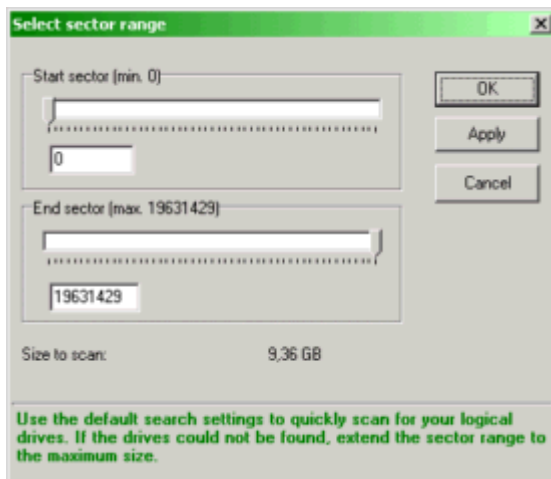 Select sector range
Start sector (min. 0)
0
OK
Apply
Cancel
End sector (max. 19631429)
19631429
Size to scan: 9,36 GB
Use the default search settings to quickly scan for your logical
drives. If the drives could not be found, extend the sector range to
the maximum size.